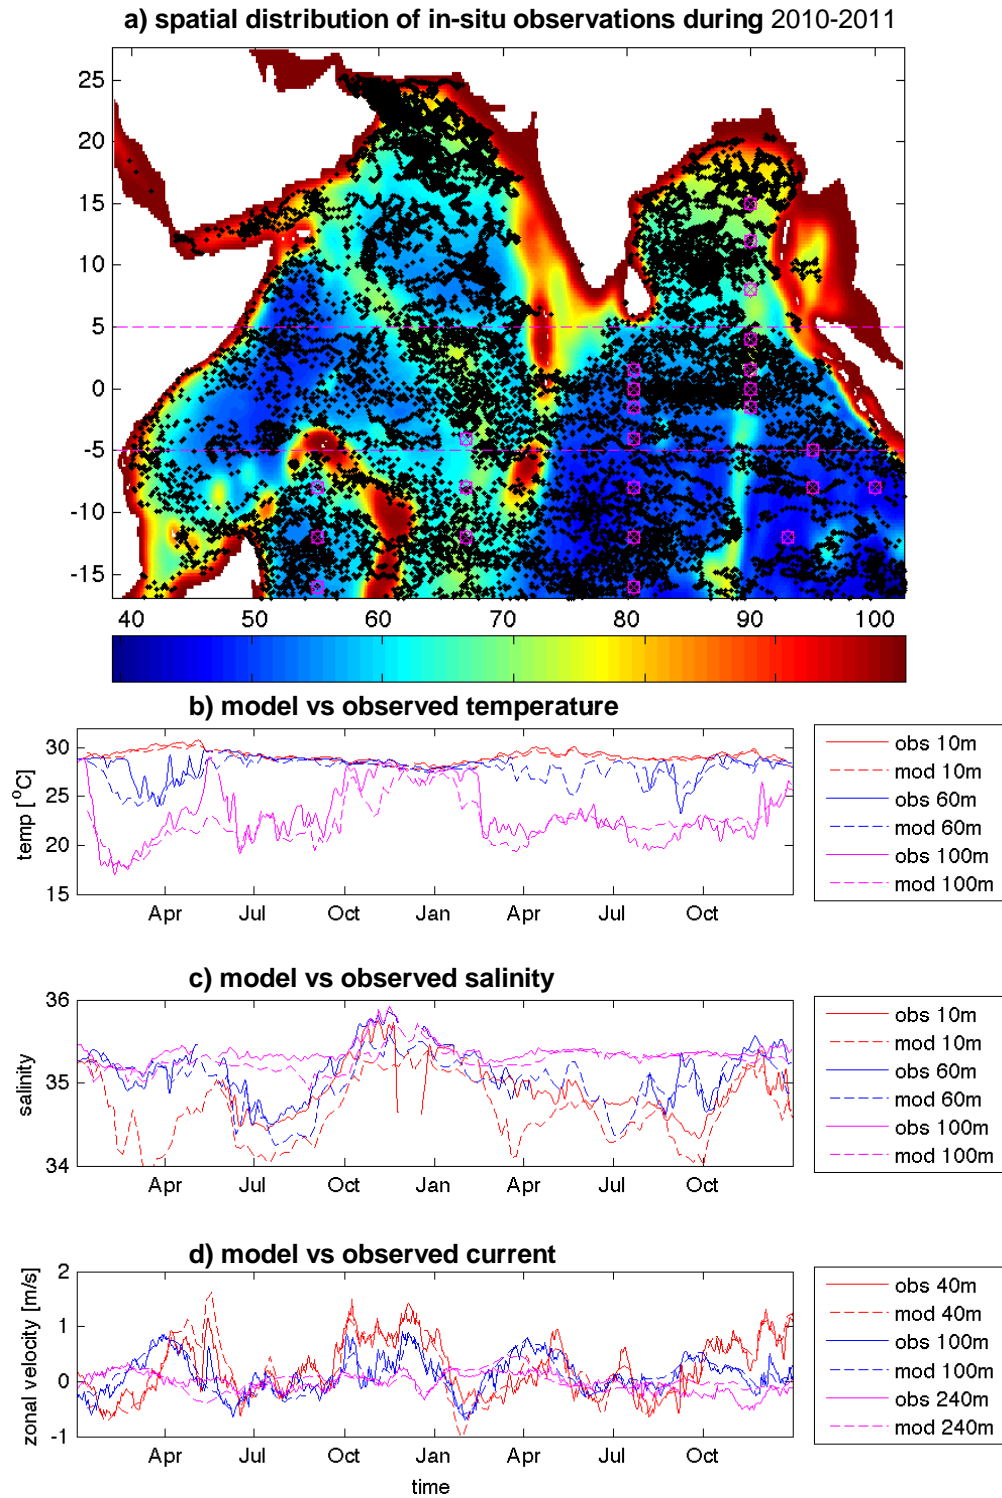 a) spatial distribution of in-situ observations during 2010-2011
25
20
15
10
5
0
-5
-10
-15
40 50 60 70 80 90 100
b) model vs observed temperature
temp [ °C]
30
25
20
15
Apr Jul Oct Jan Apr Jul Oct
obs 10m
mod 10m
obs 60m
mod 60m
obs 100m
mod 100m
c) model vs observed salinity
salinity
36
35
34
Apr Jul Oct Jan Apr Jul Oct
obs 10m
mod 10m
obs 60m
mod 60m
obs 100m
mod 100m
d) model vs observed current
zonal velocity [m/s]
2
1
0
-1
Apr Jul Oct Jan Apr Jul Oct
time
obs 40m
mod 40m
obs 100m
mod 100m
obs 240m
mod 240m